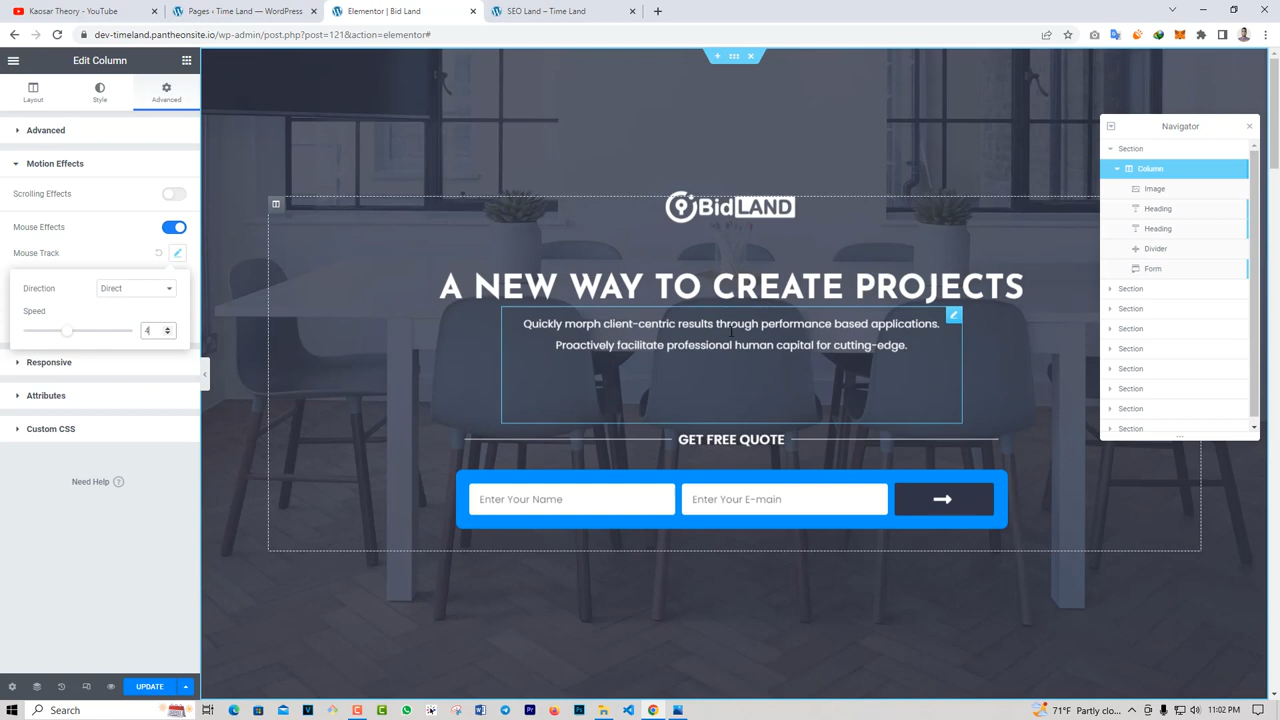 Kaosar Theory - WordPress
Pages ‹ Time Land — WordPress
Elementor | Bid Land
SEO Land – Time Land
dev-timeland.pantheonsite.io/wp-admin/post.php?post=121&action=elementor#
Edit Column
Layout
Style
Advanced
Advanced
Motion Effects
Scrolling Effects
Mouse Effects
Mouse Track
Direction
Direct
Speed
4
Responsive
Attributes
Custom CSS
Need Help
UPDATE
BidLAND
A NEW WAY TO CREATE PROJECTS
Quickly morph client-centric results through performance based applications.
Proactively facilitate professional human capital for cutting-edge.
GET FREE QUOTE
Enter Your Name
Enter Your E-main
Navigator
Section
Column
Image
Heading
Heading
Divider
Form
Section
Section
Section
Section
Section
Section
Section
Section
Search
71°F Partly clo...
ENG
11:02 PM